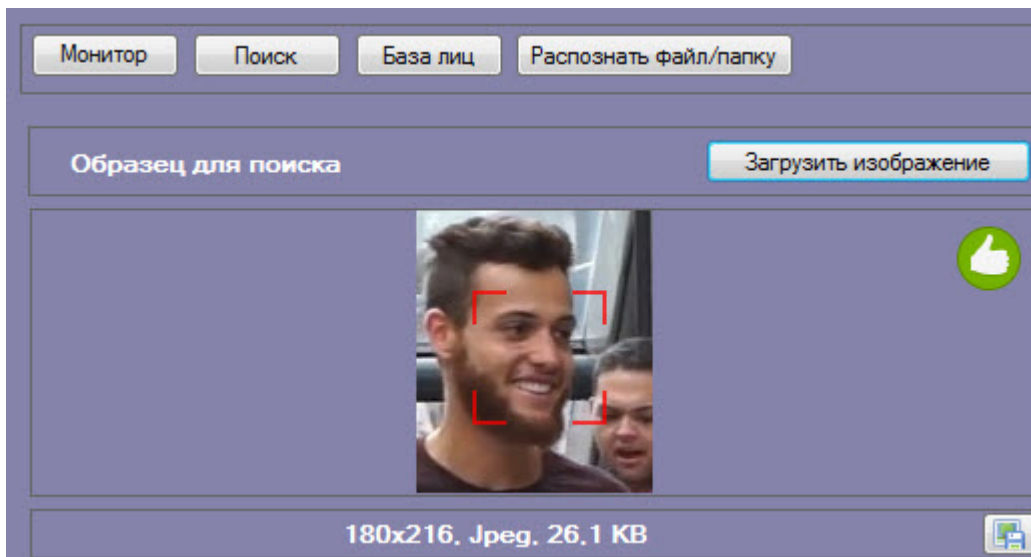 Монитор Поиск База лиц Распознать файл/папку
Образец для поиска Загрузить изображение
180x216, Jpeg, 26,1 KB